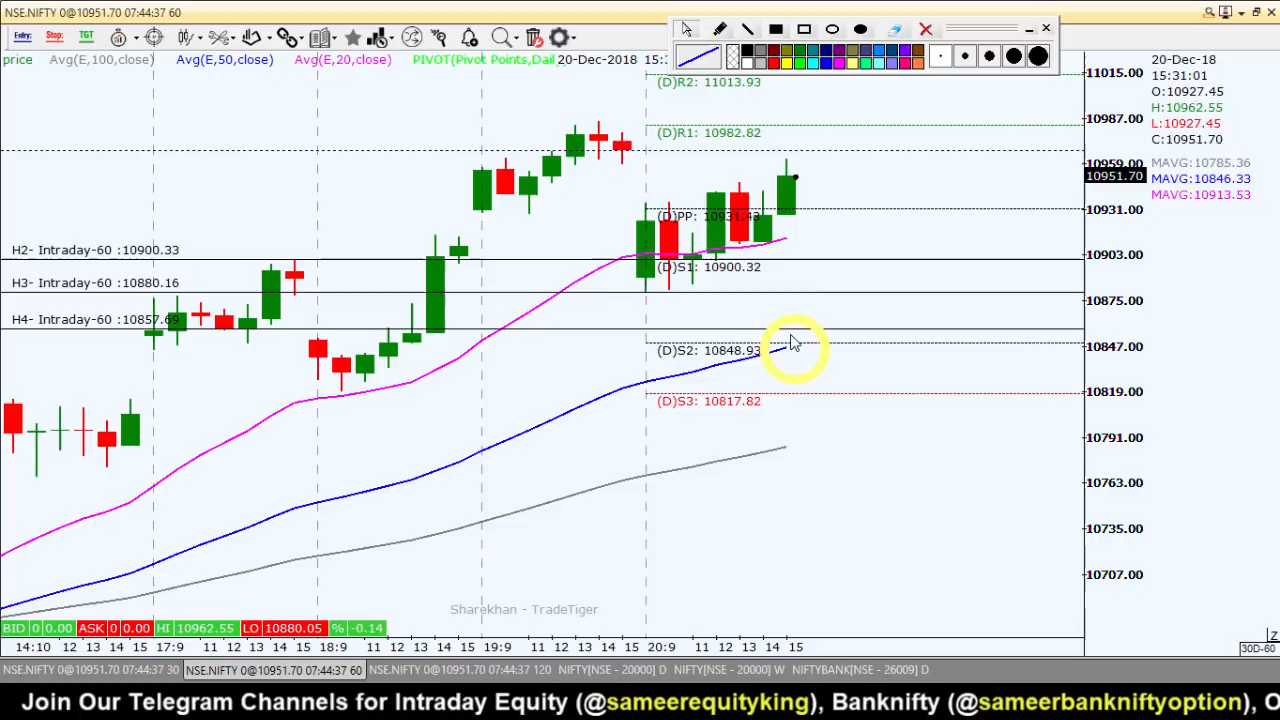 NSE.NIFTY 0@10951.70 07:44:37 60
Entry: Stop: TGT
price Avg(E,100,close) Avg(E,50,close) Avg(E,20,close) PIVOT(Pivot Points,Dail 20-Dec-2018 15:
(D)R2: 11013.93
(D)R1: 10982.82
(D)PP: 10931.43
H2- Intraday-60 :10900.33
(D)S1: 10900.32
H3- Intraday-60 :10880.16
H4- Intraday-60 :10857.69
(D)S2: 10848.93
(D)S3: 10817.82
11015.00
10987.00
10959.00
10951.70
10931.00
10903.00
10875.00
10847.00
10819.00
10791.00
10763.00
10735.00
10707.00
20-Dec-18
15:31:01
O:10927.45
H:10962.55
L:10927.45
C:10951.70
MAVG:10785.36
MAVG:10846.33
MAVG:10913.53
Sharekhan - TradeTiger
BID 0 0.00 ASK 0 0.00 HI 10962.55 LO 10880.05 % -0.14
Z
14:10 11 12 13 14 15 17:9 11 12 13 14 15 18:9 11 12 13 14 15 19:9 11 12 13 14 15 20:9 11 12 13 14 15
30D-60
NSE.NIFTY 0@10951.70 07:44:37 30 NSE.NIFTY 0@10951.70 07:44:37 60 NSE.NIFTY 0@10951.70 07:44:37 120 NIFTY[NSE - 20000] D NIFTY[NSE - 20000] W NIFTYBANK[NSE - 26009] D
Join Our Telegram Channels for Intraday Equity (@sameerequityking), Banknifty (@sameerbankniftyoption), O